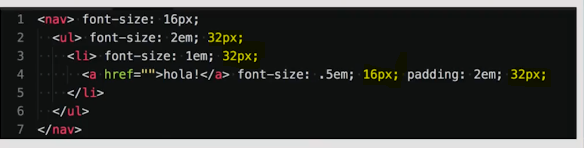 1 <nav> font-size: 16px;
2 <ul> font-size: 2em; 32px;
3 <li> font-size: 1em; 32px;
4 <a href="">hola!</a> font-size: .5em; 16px; padding: 2em; 32px;
5 </li>
6 </ul>
7 </nav>